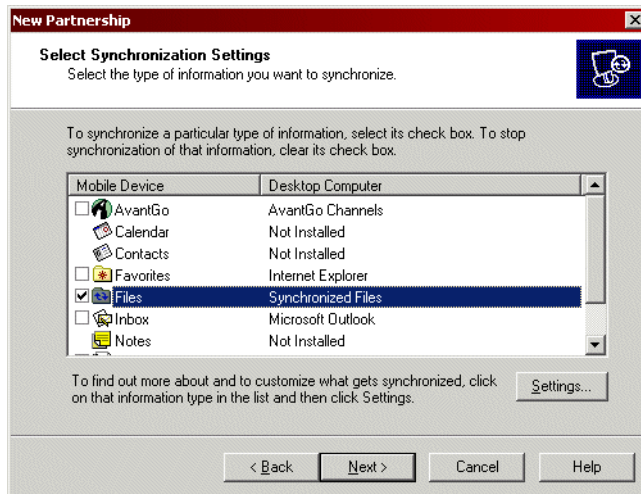 New Partnership
Select Synchronization Settings
Select the type of information you want to synchronize.
To synchronize a particular type of information, select its check box. To stop
synchronization of that information, clear its check box.
Mobile Device Desktop Computer
AvantGo AvantGo Channels
Calendar Not Installed
Contacts Not Installed
Favorites Internet Explorer
Files Synchronized Files
Inbox Microsoft Outlook
Notes Not Installed
To find out more about and to customize what gets synchronized, click
on that information type in the list and then click Settings.
Settings...
< Back Next > Cancel Help